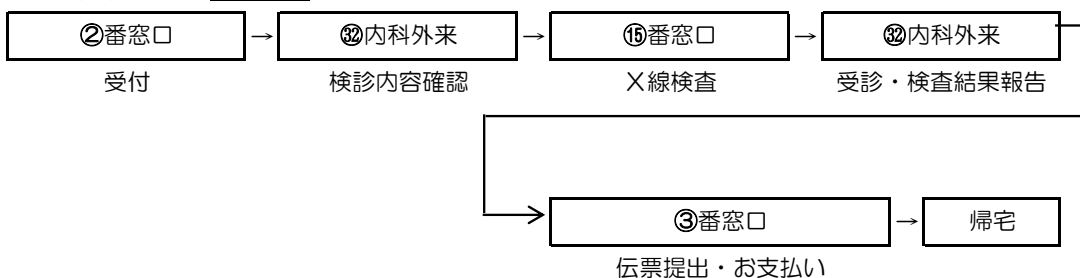 ②番窓口 → ㉜内科外来 → ⑮番窓口 → ㉜内科外来
受付 検診内容確認 X線検査 受診・検査結果報告
③番窓口 → 帰宅
伝票提出・お支払い